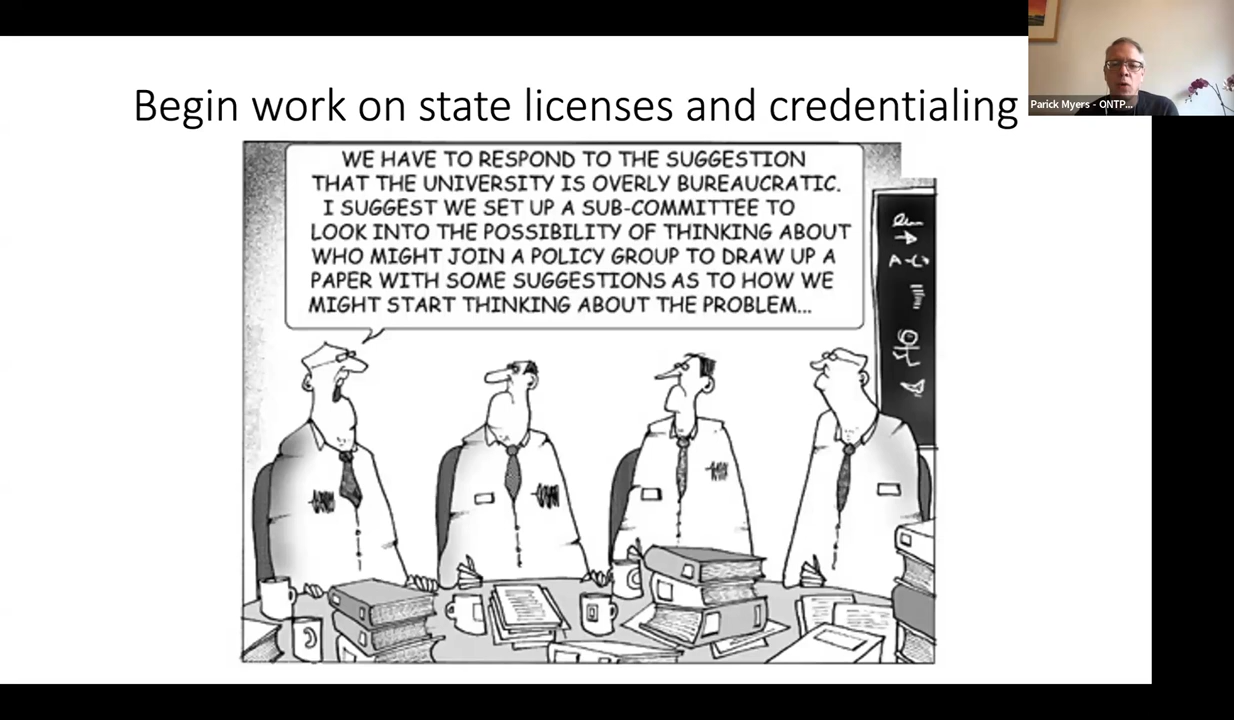 Begin work on state licenses and credentialing
Parick Myers - ONTP...
WE HAVE TO RESPOND TO THE SUGGESTION
THAT THE UNIVERSITY IS OVERLY BUREAUCRATIC.
I SUGGEST WE SET UP A SUB-COMMITTEE TO
LOOK INTO THE POSSIBILITY OF THINKING ABOUT
WHO MIGHT JOIN A POLICY GROUP TO DRAW UP A
PAPER WITH SOME SUGGESTIONS AS TO HOW WE
MIGHT START THINKING ABOUT THE PROBLEM...